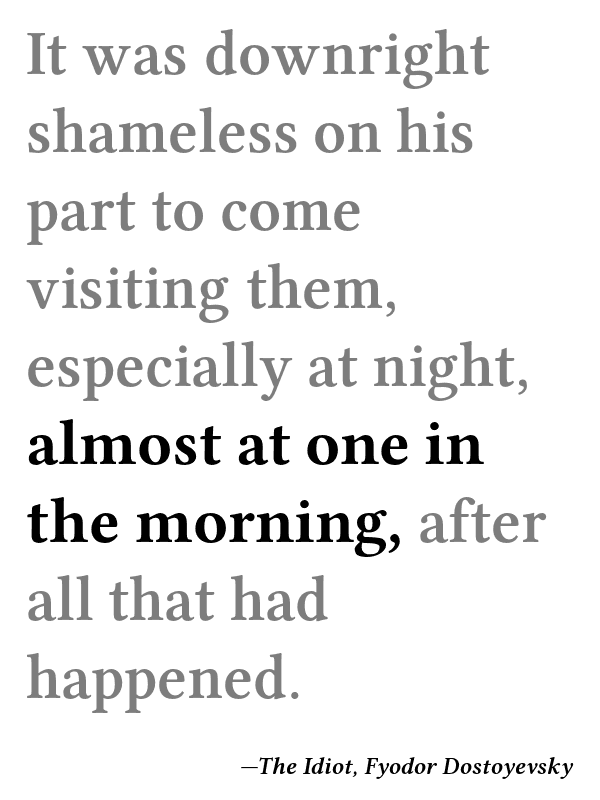 It was downright
shameless on his
part to come
visiting them,
especially at night,
almost at one in
the morning, after
all that had
happened.
—The Idiot, Fyodor Dostoyevsky